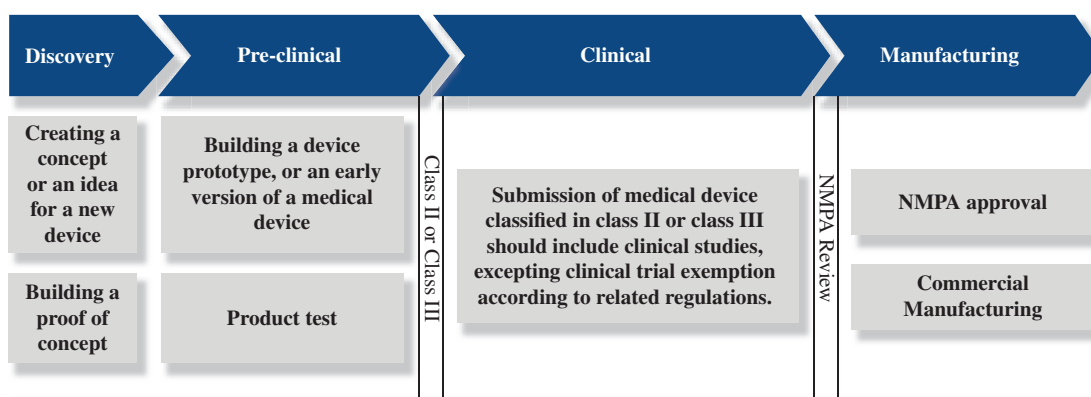 Discovery
Pre-clinical
Clinical
Manufacturing
Creating a
concept
or an idea
for a new
device
Building a
proof of
concept
Building a device
prototype, or an early
version of a medical
device
Product test
Class II or Class III
Submission of medical device
classified in class II or class III
should include clinical studies,
excepting clinical trial exemption
according to related regulations.
NMPA Review
NMPA approval
Commercial
Manufacturing